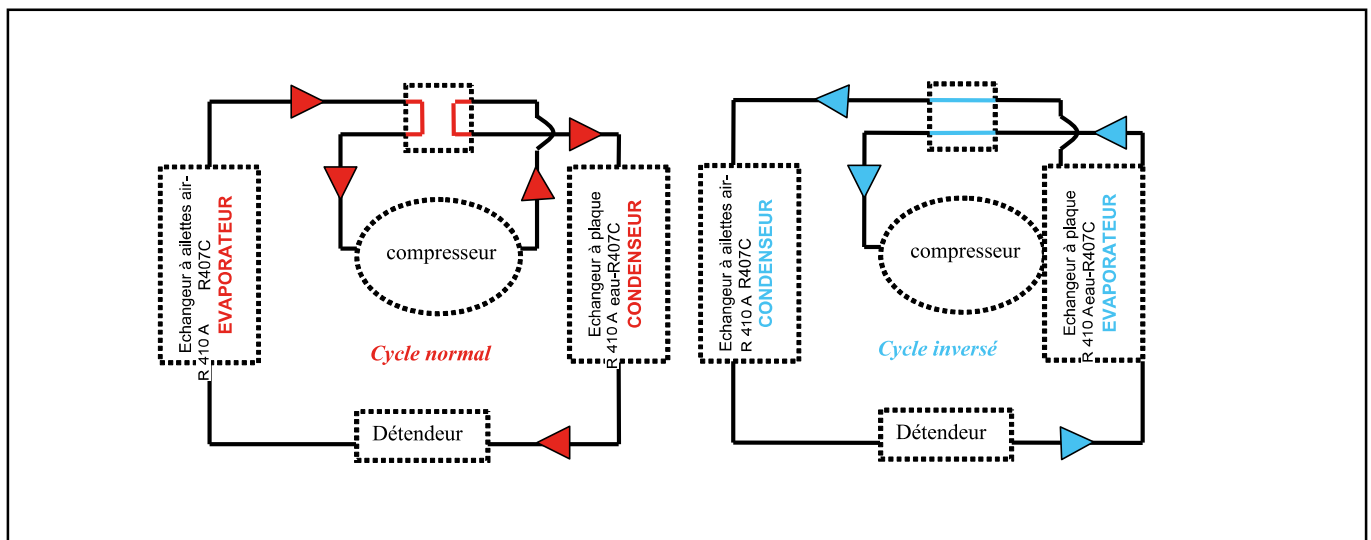 Echangeur à ailettes air-
R 410 A R407C
EVAPORATEUR
compresseur
Cycle normal
Echangeur à plaque
R 410 A eau-R407C
CONDENSEUR
Détendeur
Echangeur à ailettes air-
R 410 A R407C
CONDENSEUR
compresseur
Cycle inversé
Echangeur à plaque
R 410 Aeau-R407C
EVAPORATEUR
Détendeur